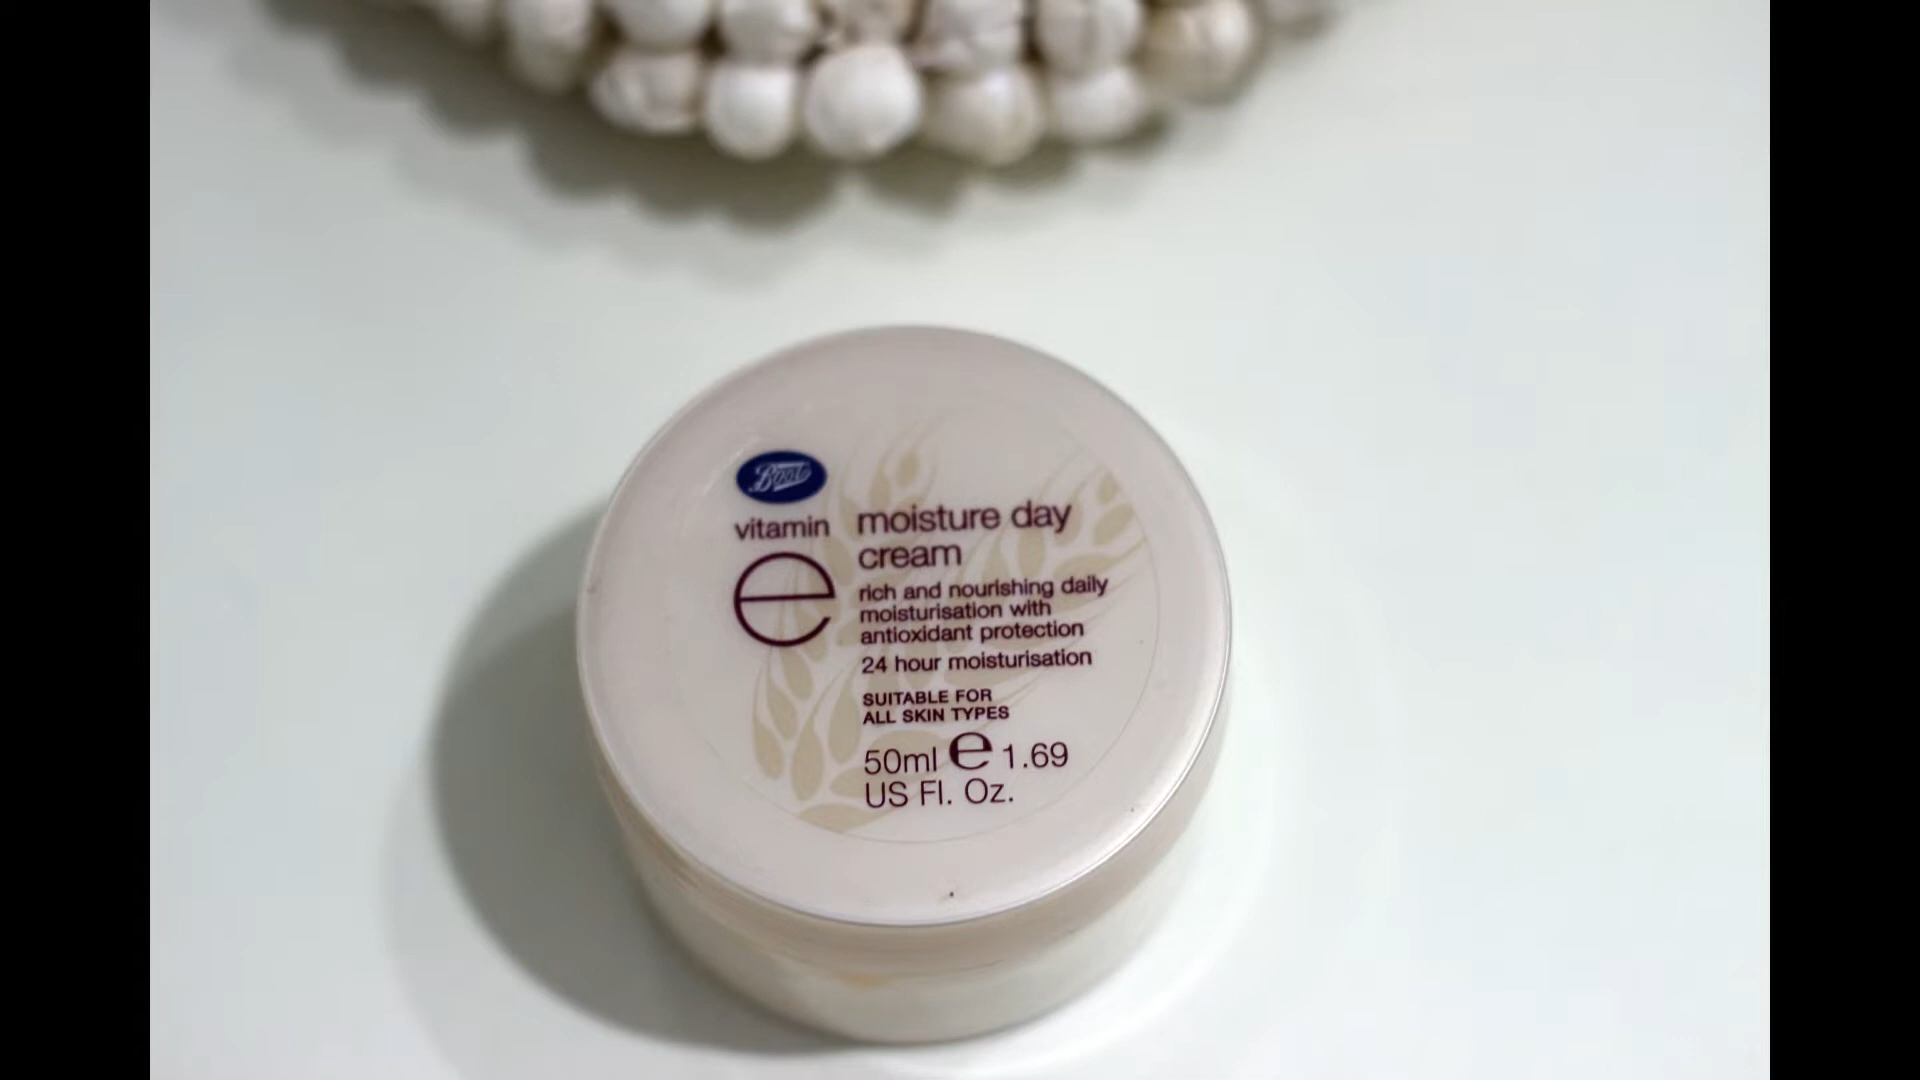 Boots
vitamin
e
moisture day
cream
rich and nourishing daily
moisturisation with
antioxidant protection
24 hour moisturisation
SUITABLE FOR
ALL SKIN TYPES
50ml e 1.69
US Fl. Oz.